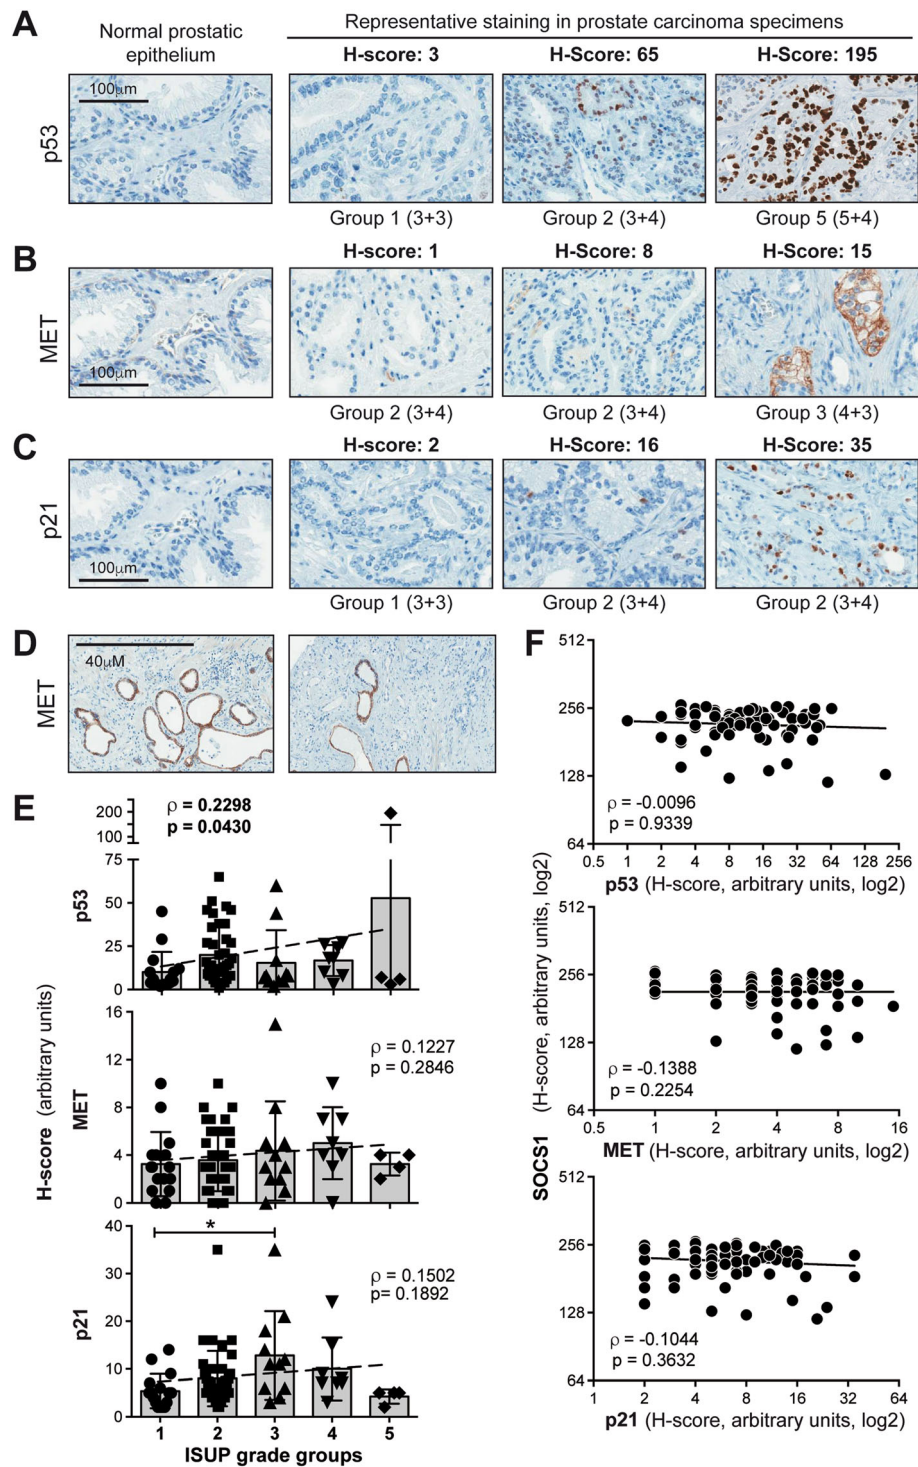 A
Normal prostatic
epithelium
Representative staining in prostate carcinoma specimens
H-score: 3
H-Score: 65
H-Score: 195
p53
100μm
Group 1 (3+3)
Group 2 (3+4)
Group 5 (5+4)
B
H-score: 1
H-Score: 8
H-Score: 15
MET
100μm
Group 2 (3+4)
Group 2 (3+4)
Group 3 (4+3)
C
H-score: 2
H-Score: 16
H-Score: 35
p21
100μm
Group 1 (3+3)
Group 2 (3+4)
Group 2 (3+4)
D
MET
40μM
E
H-score (arbitrary units)
p53
200
100
75
50
25
0
ρ = 0.2298
p = 0.0430
MET
16
12
8
4
0
ρ = 0.1227
p = 0.2846
p21
40
30
20
10
0
*
ρ = 0.1502
p= 0.1892
1 2 3 4 5
ISUP grade groups
F
SOCS1 (H-score, arbitrary units, log2)
512
256
128
64
ρ = -0.0096
p = 0.9339
0.5 1 2 4 8 16 32 64 128 256
p53 (H-score, arbitrary units, log2)
512
256
128
64
ρ = -0.1388
p = 0.2254
0.5 1 2 4 8 16
MET (H-score, arbitrary units, log2)
512
256
128
64
ρ = -0.1044
p = 0.3632
1 2 4 8 16 32 64
p21 (H-score, arbitrary units, log2)